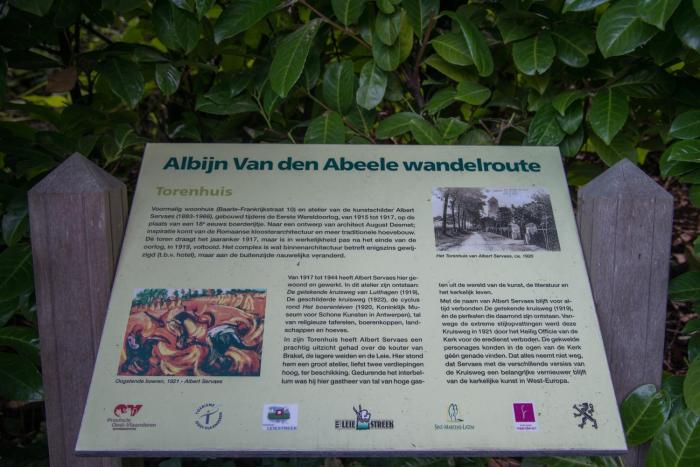 Albijn Van den Abeele wandelroute
Torenhuis
Voormalig woonhuis (Baarle-Frankrijkstraat 10) en atelier van de kunstschilder Albert
Servaes (1883-1966), gebouwd tijdens de Eerste Wereldoorlog, van 1915 tot 1917, op de
plaats van een 18e eeuws boerderijtje. Naar een ontwerp van architect August Desmet;
inspiratie komt van de Romaanse kloosterarchitectuur en meer traditionele hoevebouw.
De toren draagt het jaaranker 1917, maar is in werkelijkheid pas na het einde van de
oorlog, in 1919, voltooid. Het complex is wat binnenarchitectuur betreft enigszins gewij-
zigd (t.b.v. hotel), maar aan de buitenzijde nauwelijks veranderd.
Het Torenhuis van Albert Servaes, ca. 1920
Van 1917 tot 1944 heeft Albert Servaes hier ge-
woond en gewerkt. In dit atelier zijn ontstaan:
De getekende kruisweg van Luithagen (1919),
De geschilderde kruisweg (1922), de cyclus
rond Het boerenleven (1920, Koninklijk Mu-
seum voor Schone Kunsten in Antwerpen), tal
van religieuze taferelen, boerenkoppen, land-
schappen en hoeves.
In zijn Torenhuis heeft Albert Servaes een
prachtig uitzicht gehad over de kouter van
Brakel, de lagere weiden en de Leie. Hier stond
hem een groot atelier, liefst twee verdiepingen
hoog, ter beschikking. Gedurende het interbel-
lum was hij hier gastheer van tal van hoge gas-
ten uit de wereld van de kunst, de literatuur en
het kerkelijk leven.
Met de naam van Albert Servaes blijft voor al-
tijd verbonden De getekende Kruisweg (1919),
en de perikelen die daarrond zijn ontstaan. Van-
wege de extreme stijlopvattingen werd deze
Kruisweg in 1921 door het Heilig Officie van de
Kerk voor de eredienst verboden. De gekwelde
personages konden in de ogen van de Kerk
géén genade vinden. Dat alles neemt niet weg,
dat Servaes met de verschillende versies van
de Kruisweg een belangrijke vernieuwer blijft
van de kerkelijke kunst in West-Europa.
Oogstende boeren, 1921 - Albert Servaes
Provincie
Oost-Vlaanderen
LEIESTREEK
LEIE STREEK
Sint-Martens-Latem